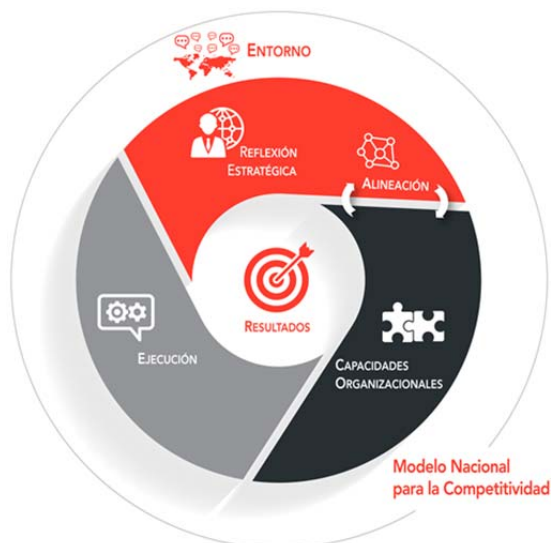 ENTORNO
REFLEXIÓN
ESTRATÉGICA
ALINEACIÓN
RESULTADOS
EJECUCIÓN
CAPACIDADES
ORGANIZACIONALES
Modelo Nacional
para la Competitividad